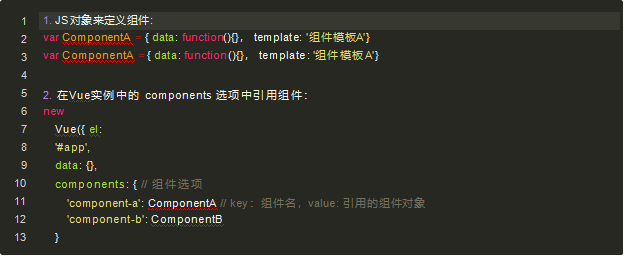 1 1. JS对象来定义组件:
2 var ComponentA = { data: function(){}, template: '组件模板A'}
3 var ComponentA = { data: function(){}, template: '组件模板A'}
4
5 2. 在Vue实例中的 components 选项中引用组件:
6 new
7 Vue({ el:
8 '#app',
9 data: {},
10 components: { // 组件选项
11 'component-a': ComponentA // key: 组件名, value: 引用的组件对象
12 'component-b': ComponentB
13 }